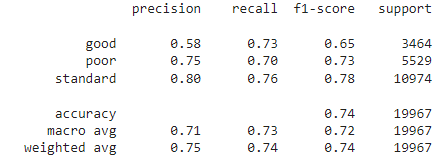 precision recall f1-score support
good 0.58 0.73 0.65 3464
poor 0.75 0.70 0.73 5529
standard 0.80 0.76 0.78 10974
accuracy 0.74 19967
macro avg 0.71 0.73 0.72 19967
weighted avg 0.75 0.74 0.74 19967